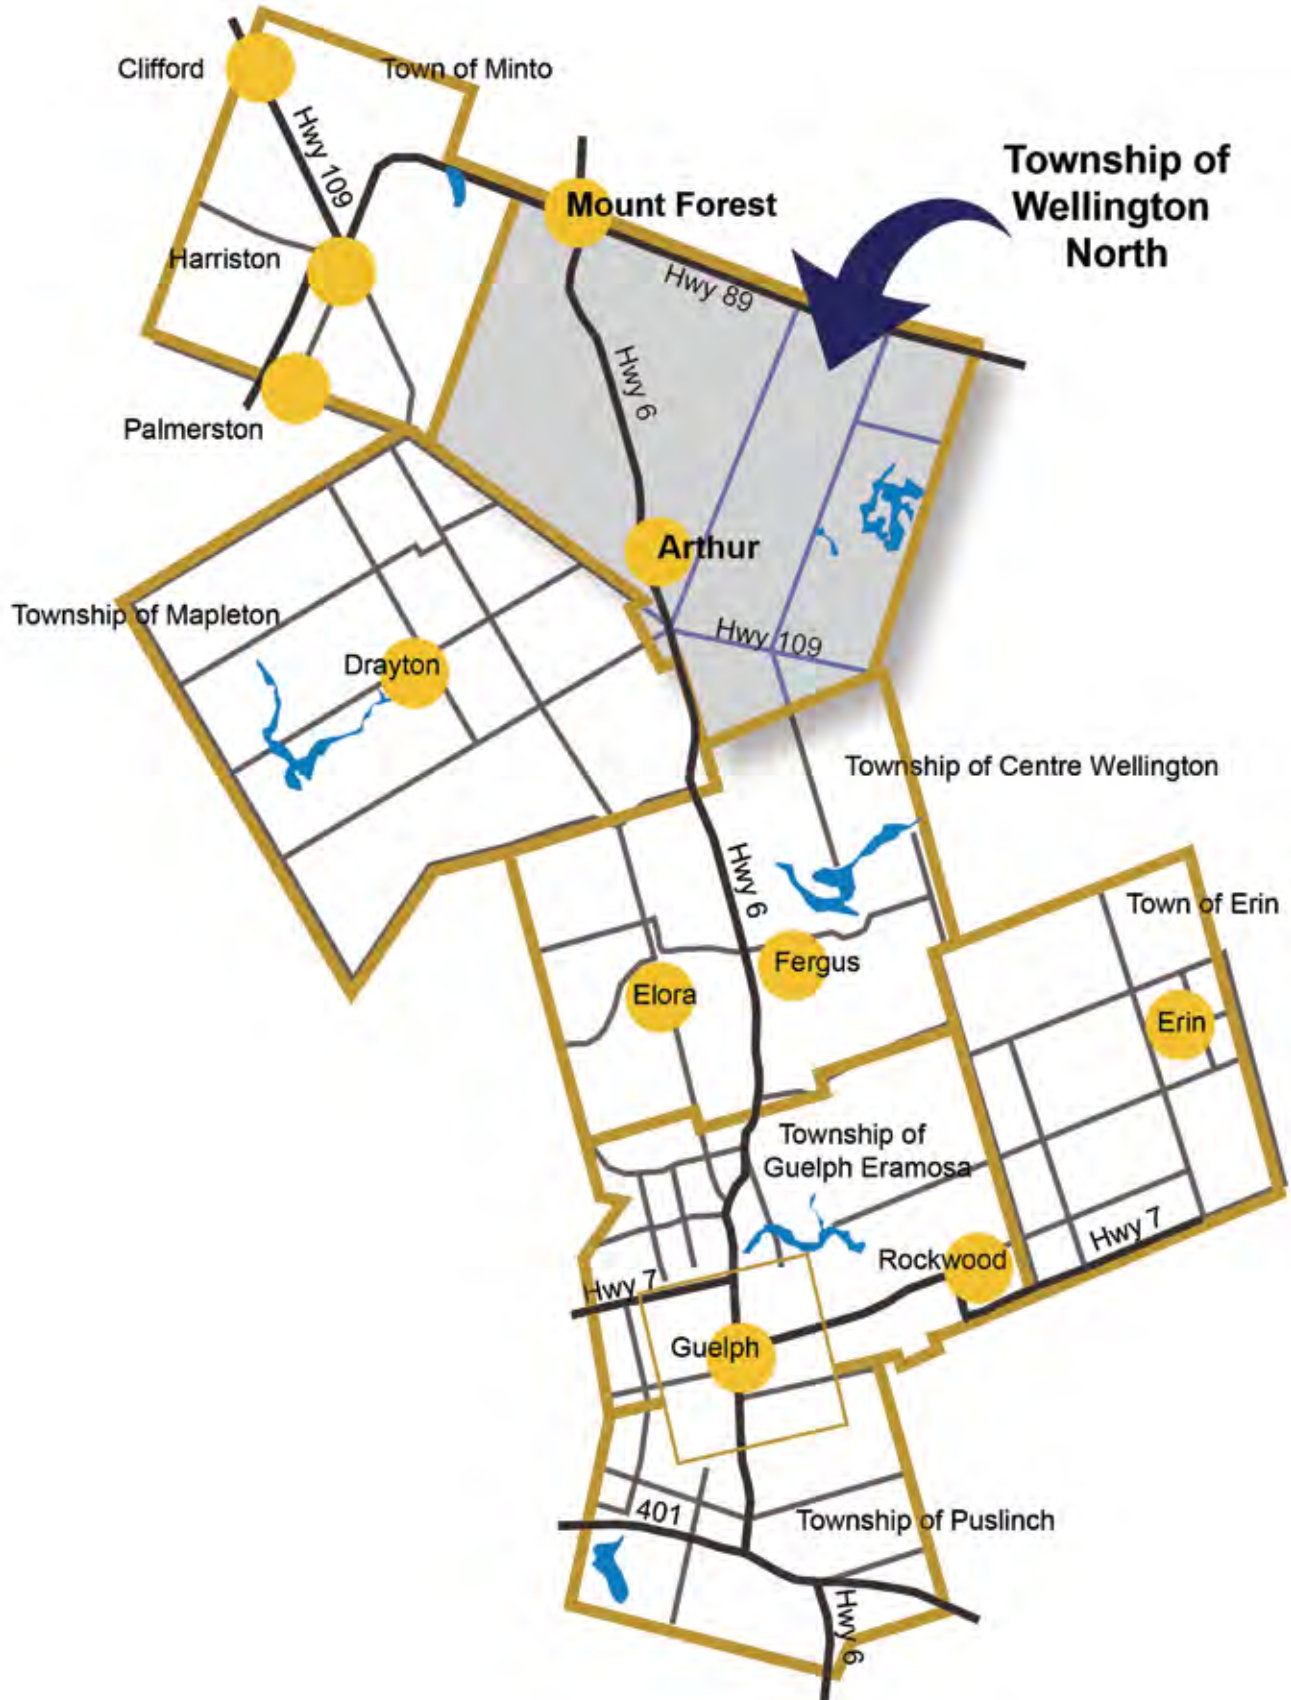 Clifford
Town of Minto
Hwy 109
Township of
Wellington
North
Mount Forest
Harriston
Hwy 89
Hwy 6
Palmerston
Arthur
Township of Mapleton
Hwy 109
Drayton
Township of Centre Wellington
Hwy 6
Town of Erin
Fergus
Elora
Erin
Township of
Guelph Eramosa
Hwy 7
Rockwood
Hwy 7
Guelph
401
Township of Puslinch
Hwy 6